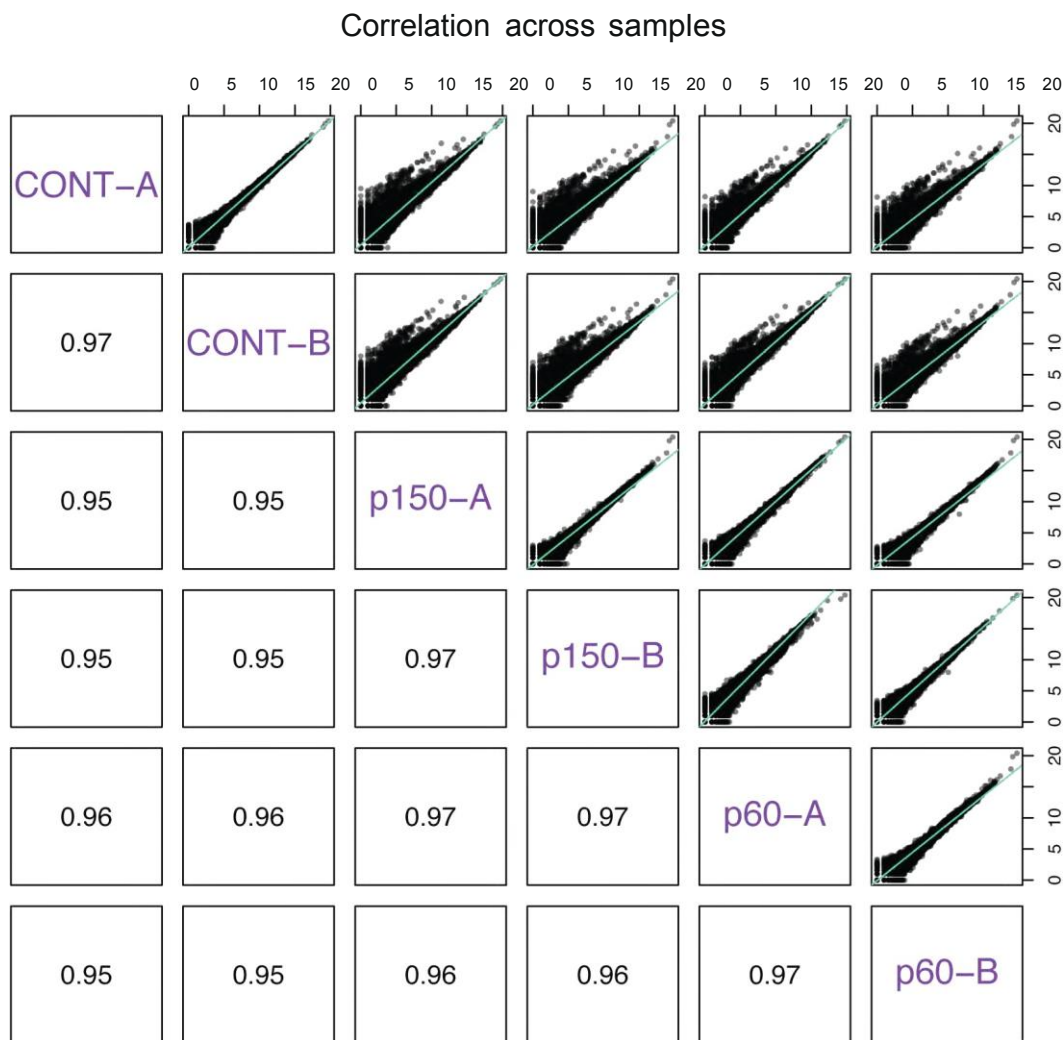 Correlation across samples
0 5 10 15 20 0 5 10 15 20 0 5 10 15 20 0 5 10 15 20 0 5 10 15 20
CONT−A
0 5 10 20
0.97 CONT−B
0 5 10 20
0.95 0.95 p150−A
0 5 10 20
0.95 0.95 0.97 p150−B
0 5 10 20
0.96 0.96 0.97 0.97 p60−A
0 5 10 20
0.95 0.95 0.96 0.96 0.97 p60−B